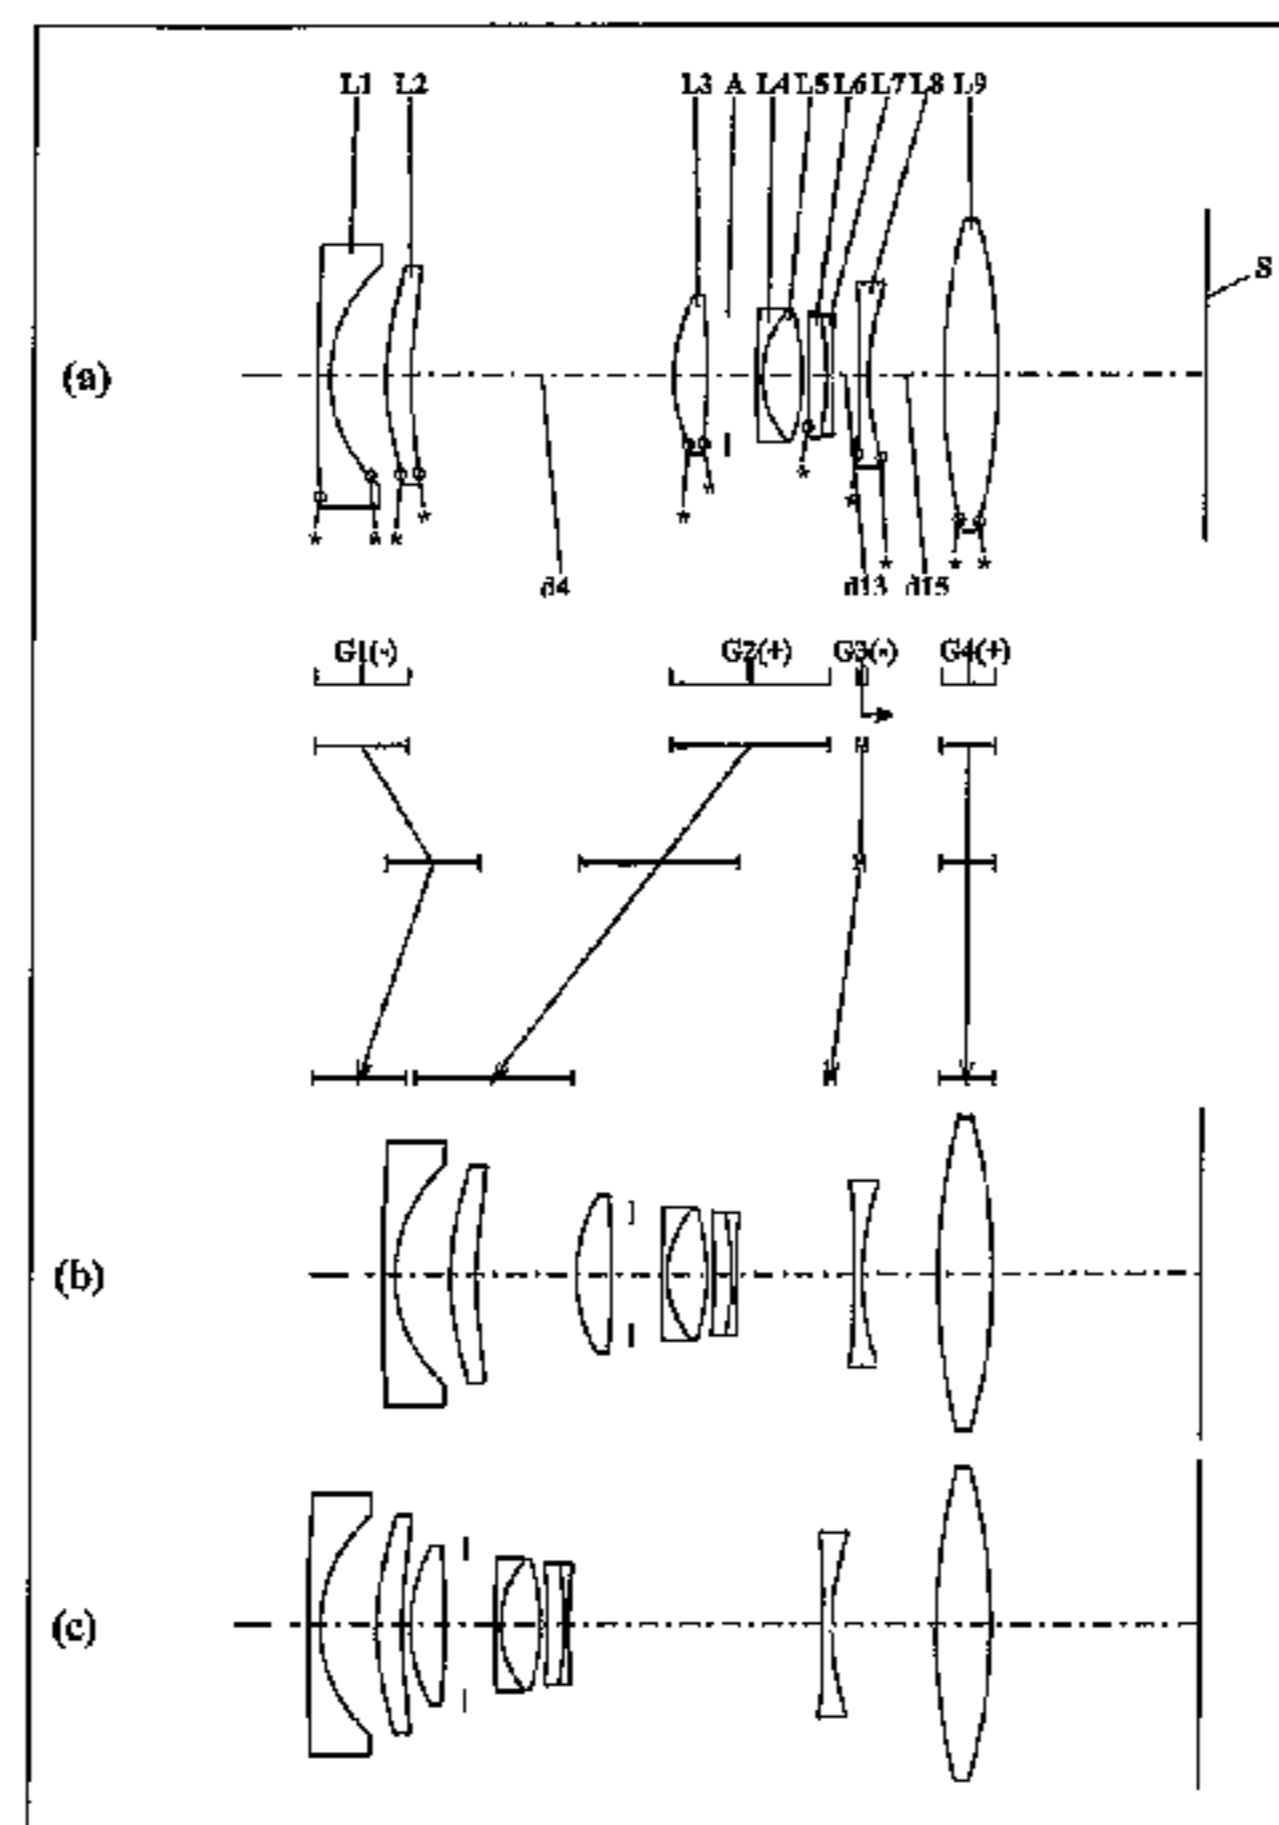 L1 L2 L3 A L4 L5 L6 L7 L8 L9
S
(a)
* * * * * * * * * * * *
d4 d13 d15
G1(-) G2(+) G3(-) G4(+)
(b)
(c)